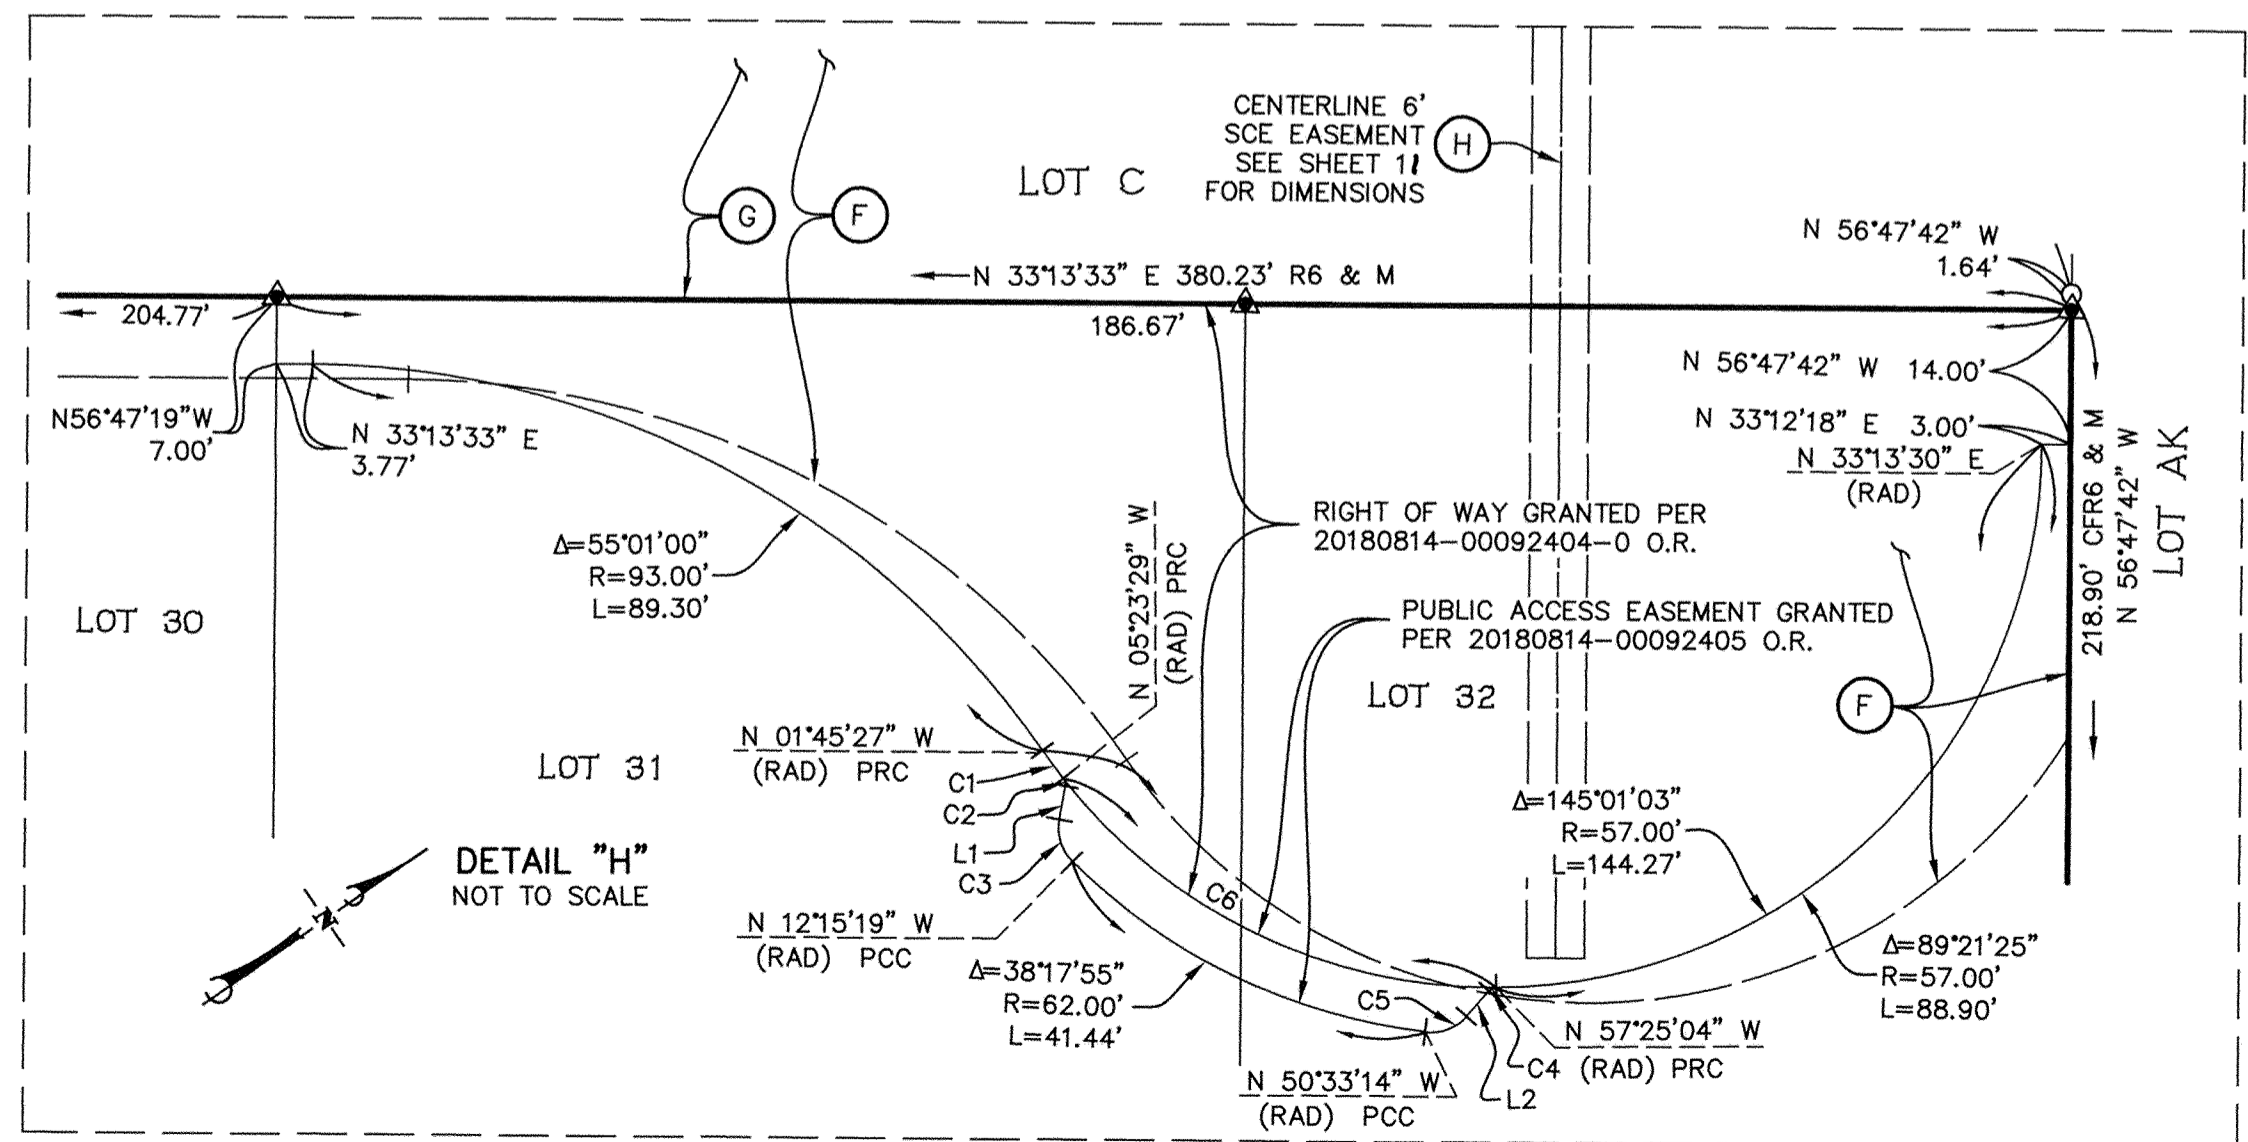 CENTERLINE 6'
SCE EASEMENT
SEE SHEET 11
FOR DIMENSIONS
H
LOT C
G
F
N 56°47'42" W
1.64'
N 33°13'33" E 380.23' R6 & M
204.77'
186.67'
N 56°47'42" W 14.00'
N56°47'19"W
7.00'
N 33°13'33" E
3.77'
N 33°12'18" E 3.00'
N 33°13'30" E
(RAD)
218.90' CFR6 & M
N 56°47'42" W
LOT AK
RIGHT OF WAY GRANTED PER
20180814-00092404-0 O.R.
Δ=55°01'00"
R=93.00'
L=89.30'
N 05°23'29" W
(RAD) PRC
PUBLIC ACCESS EASEMENT GRANTED
PER 20180814-00092405 O.R.
LOT 30
LOT 32
F
N 01°45'27" W
(RAD) PRC
LOT 31
C1
C2
L1
C3
Δ=145°01'03"
R=57.00'
L=144.27'
DETAIL "H"
NOT TO SCALE
N
C6
N 12°15'19" W
(RAD) PCC
Δ=38°17'55"
R=62.00'
L=41.44'
C5
Δ=89°21'25"
R=57.00'
L=88.90'
N 57°25'04" W
(RAD) PRC
C4
L2
N 50°33'14" W
(RAD) PCC